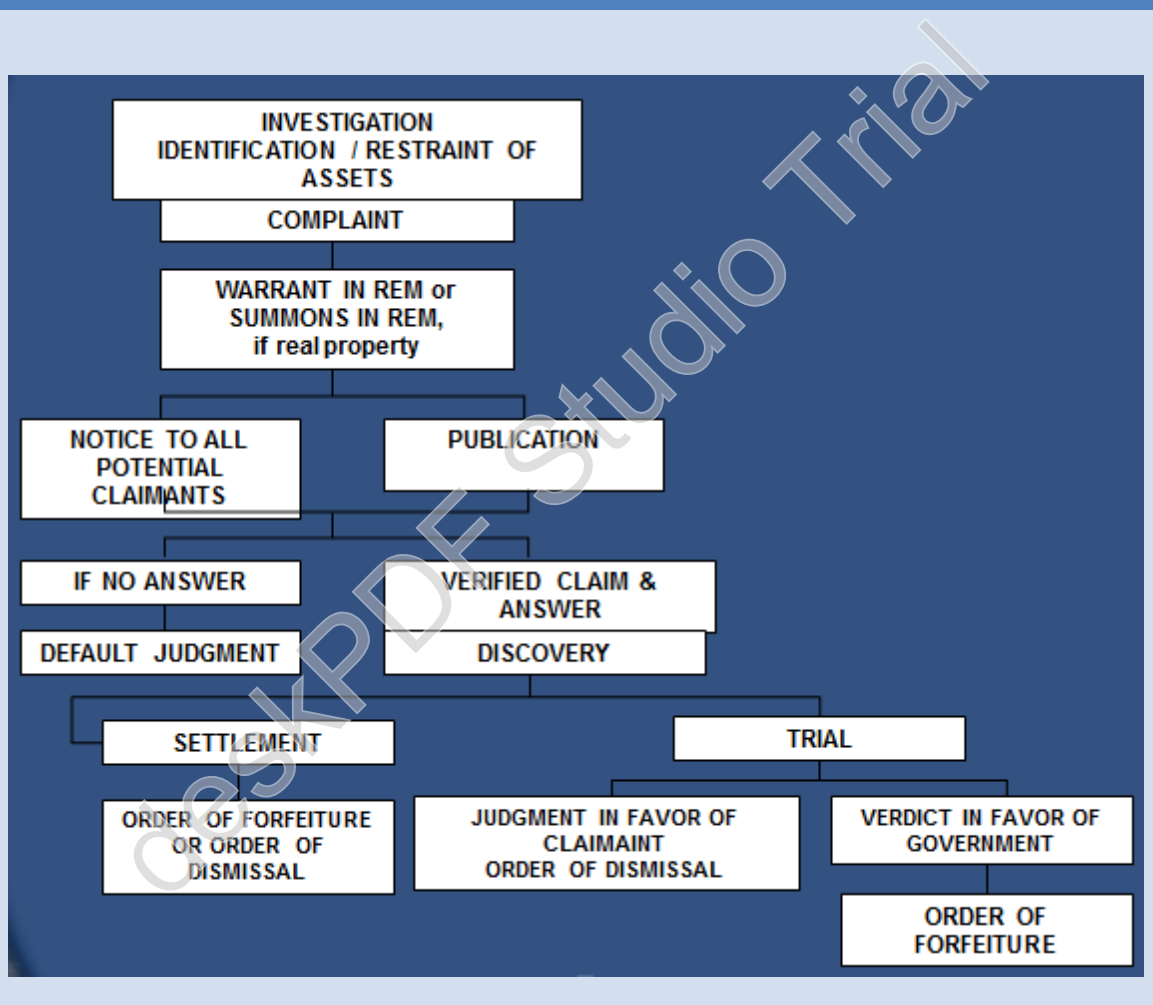 INVESTIGATION
IDENTIFICATION / RESTRAINT OF
ASSETS
COMPLAINT
WARRANT IN REM or
SUMMONS IN REM,
if real property
NOTICE TO ALL
POTENTIAL
CLAIMANTS
PUBLICATION
IF NO ANSWER
VERIFIED CLAIM &
ANSWER
DEFAULT JUDGMENT
DISCOVERY
SETTLEMENT
TRIAL
ORDER OF FORFEITURE
OR ORDER OF
DISMISSAL
JUDGMENT IN FAVOR OF
CLAIMAINT
ORDER OF DISMISSAL
VERDICT IN FAVOR OF
GOVERNMENT
ORDER OF
FORFEITURE
deskPDF Studio Trial